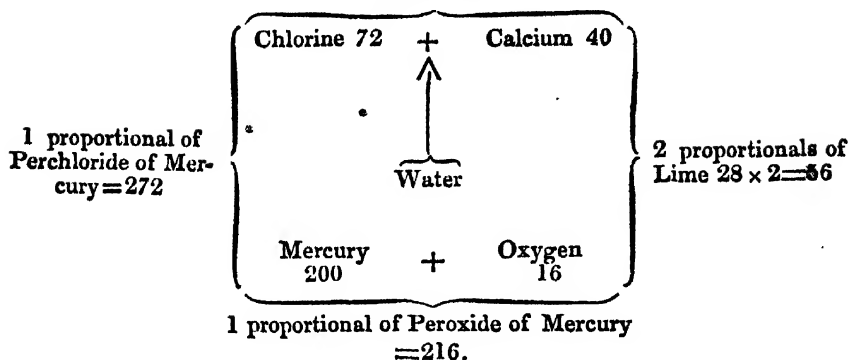 Chlorine 72 + Calcium 40
1 proportional of
Perchloride of Mer-
cury=272
Water
2 proportionals of
Lime 28 × 2=56
Mercury + Oxygen
200 16
1 proportional of Peroxide of Mercury
=216.